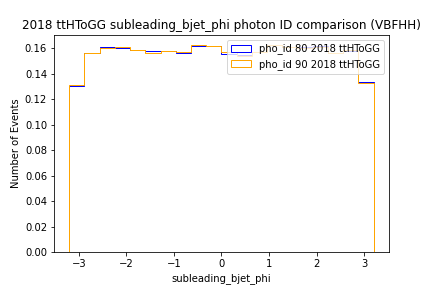 2018 ttHToGG subleading_bjet_phi photon ID comparison (VBFHH)
pho_id 80 2018 ttHToGG
pho_id 90 2018 ttHToGG
Number of Events
0.16
0.14
0.12
0.10
0.08
0.06
0.04
0.02
0.00
−3 −2 −1 0 1 2 3
subleading_bjet_phi